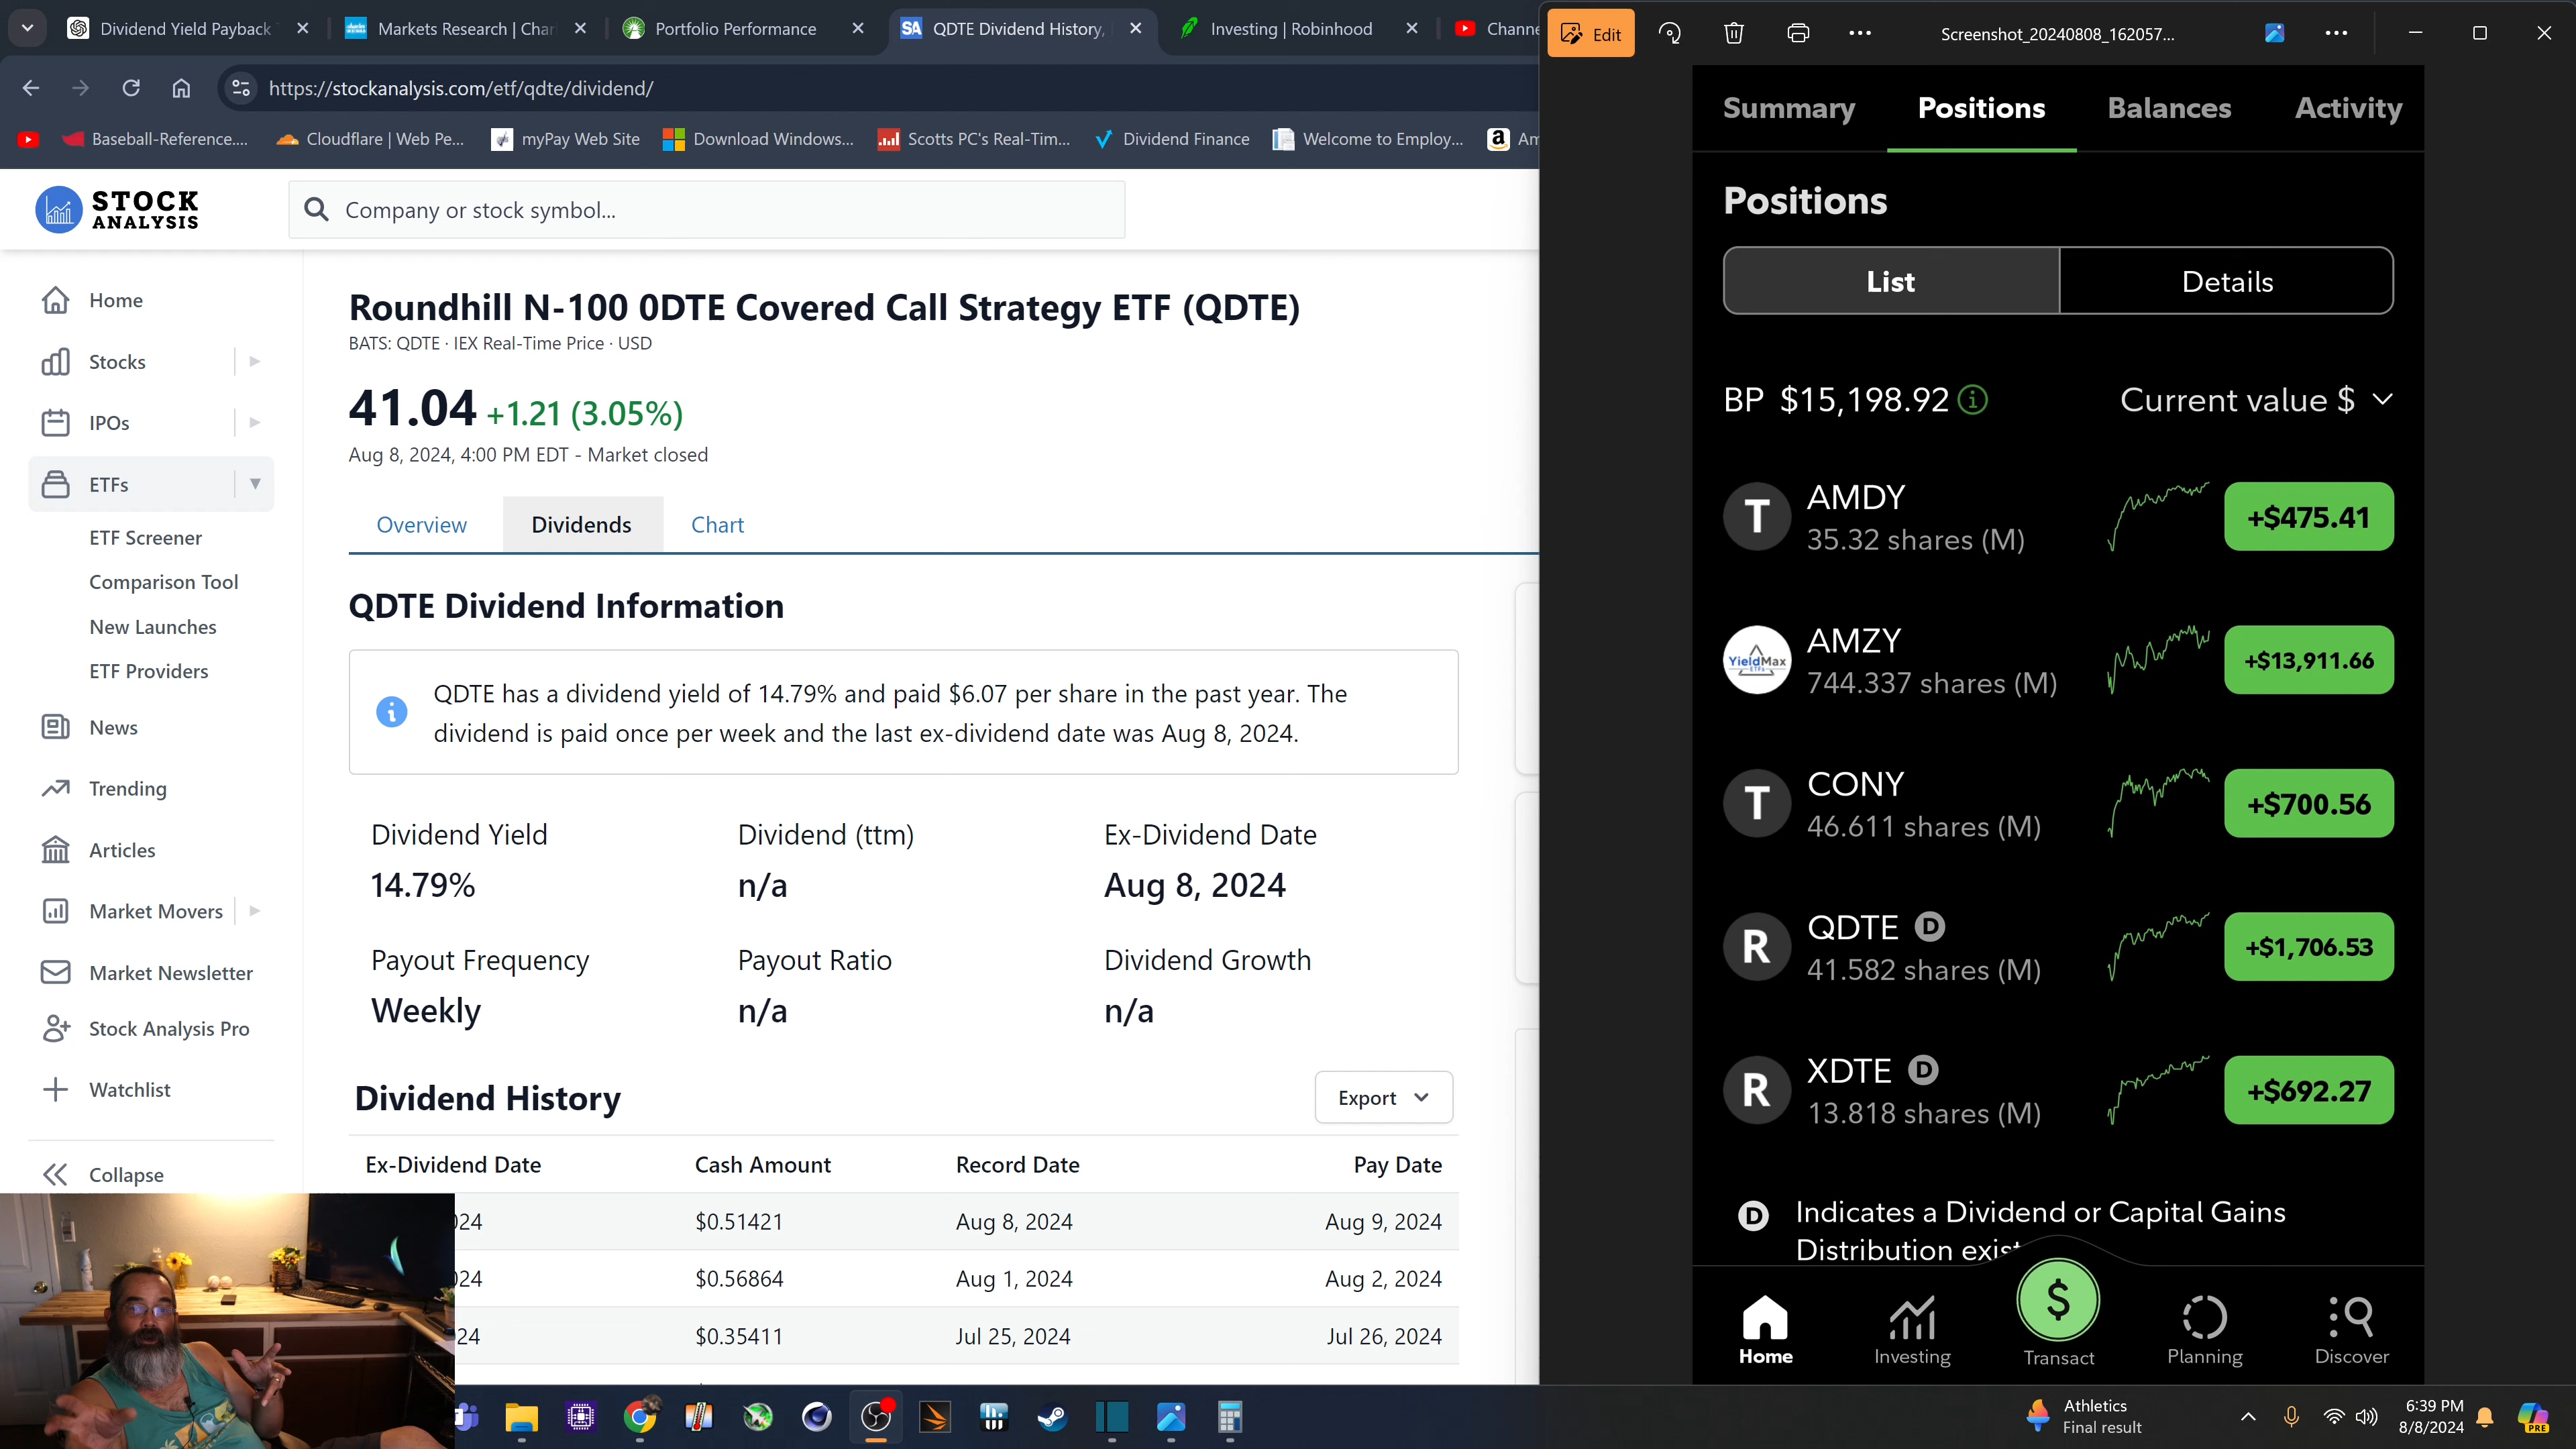 Dividend Yield Payback
Markets Research | Char
Portfolio Performance
SA
QDTE Dividend History,
Investing | Robinhood
Channe
https://stockanalysis.com/etf/qdte/dividend/
Baseball-Reference....
Cloudflare | Web Pe...
myPay Web Site
Download Windows...
Scotts PC's Real-Tim...
Dividend Finance
Welcome to Employ...
Am
STOCK
ANALYSIS
Company or stock symbol...
Home
Stocks
IPOs
ETFs
ETF Screener
Comparison Tool
New Launches
ETF Providers
News
Trending
Articles
Market Movers
Market Newsletter
Stock Analysis Pro
Watchlist
Collapse
Roundhill N-100 0DTE Covered Call Strategy ETF (QDTE)
BATS: QDTE · IEX Real-Time Price · USD
41.04 +1.21 (3.05%)
Aug 8, 2024, 4:00 PM EDT - Market closed
Overview
Dividends
Chart
QDTE Dividend Information
QDTE has a dividend yield of 14.79% and paid $6.07 per share in the past year. The
dividend is paid once per week and the last ex-dividend date was Aug 8, 2024.
Dividend Yield
14.79%
Dividend (ttm)
n/a
Ex-Dividend Date
Aug 8, 2024
Payout Frequency
Weekly
Payout Ratio
n/a
Dividend Growth
n/a
Dividend History
Export
Ex-Dividend Date Cash Amount Record Date Pay Date
24 $0.51421 Aug 8, 2024 Aug 9, 2024
24 $0.56864 Aug 1, 2024 Aug 2, 2024
24 $0.35411 Jul 25, 2024 Jul 26, 2024
Edit
Screenshot_20240808_162057...
Summary
Positions
Balances
Activity
Positions
List
Details
BP $15,198.92
Current value $
T
AMDY
35.32 shares (M)
+$475.41
YieldMax
ETFs
AMZY
744.337 shares (M)
+$13,911.66
T
CONY
46.611 shares (M)
+$700.56
R
QDTE D
41.582 shares (M)
+$1,706.53
R
XDTE D
13.818 shares (M)
+$692.27
D
Indicates a Dividend or Capital Gains
Distribution exist
$
Home
Investing
Transact
Planning
Discover
Athletics
Final result
6:39 PM
8/8/2024
PRE